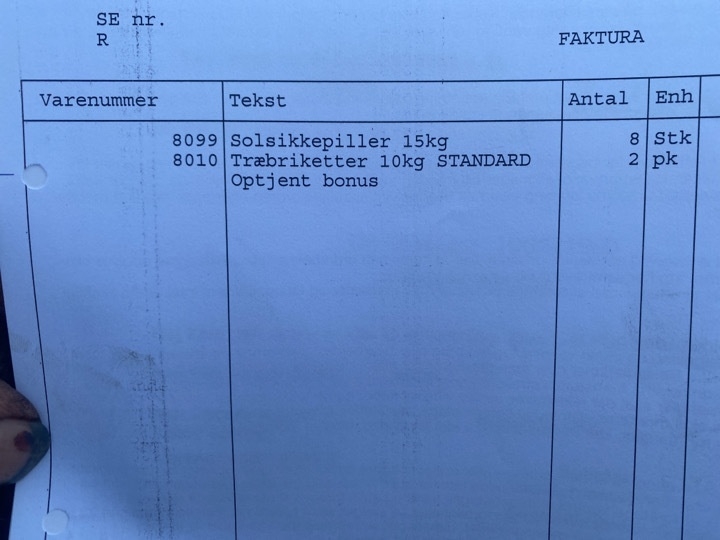 SE nr.
R
FAKTURA
Varenummer Tekst Antal Enh
8099 Solsikkepiller 15kg 8 Stk
8010 Træbriketter 10kg STANDARD 2 pk
Optjent bonus